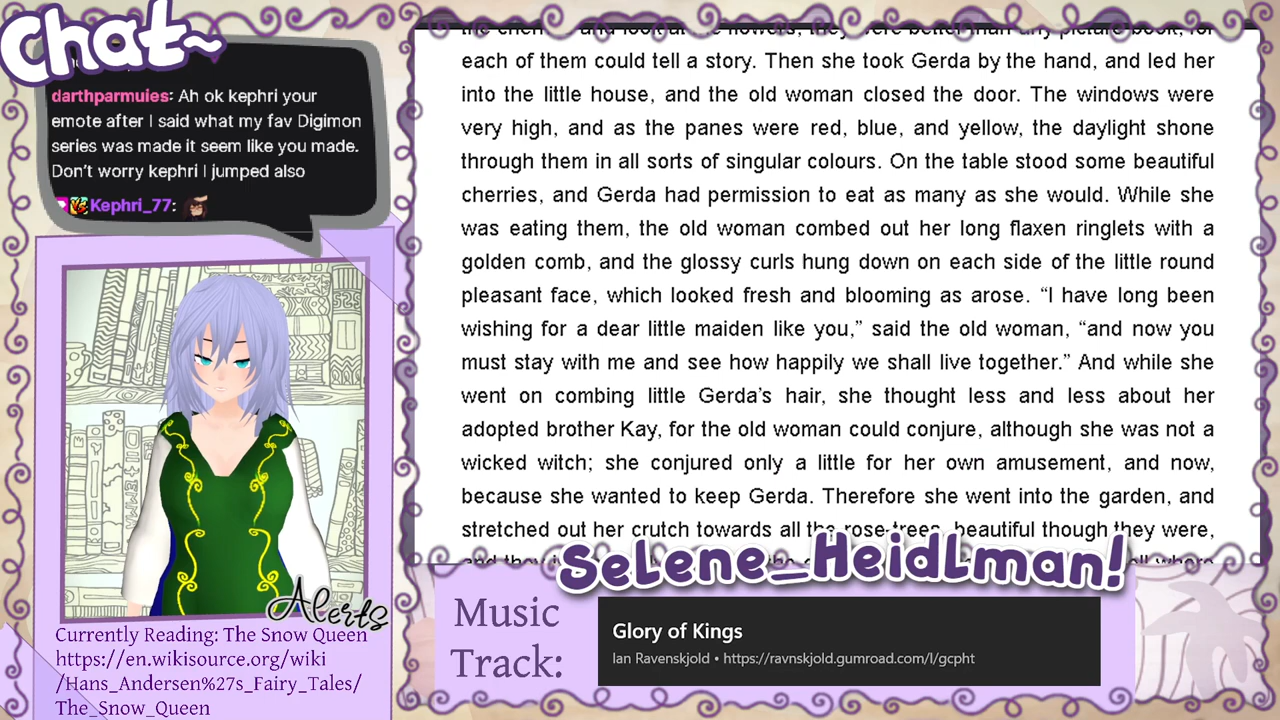 Chat~
darthparmuies: Ah ok kephri your
emote after I said what my fav Digimon
series was made it seem like you made.
Don't worry kephri I jumped also
Kephri_77:
each of them could tell a story. Then she took Gerda by the hand, and led her
into the little house, and the old woman closed the door. The windows were
very high, and as the panes were red, blue, and yellow, the daylight shone
through them in all sorts of singular colours. On the table stood some beautiful
cherries, and Gerda had permission to eat as many as she would. While she
was eating them, the old woman combed out her long flaxen ringlets with a
golden comb, and the glossy curls hung down on each side of the little round
pleasant face, which looked fresh and blooming as arose. “I have long been
wishing for a dear little maiden like you,” said the old woman, “and now you
must stay with me and see how happily we shall live together.” And while she
went on combing little Gerda's hair, she thought less and less about her
adopted brother Kay, for the old woman could conjure, although she was not a
wicked witch; she conjured only a little for her own amusement, and now,
because she wanted to keep Gerda. Therefore she went into the garden, and
stretched out her crutch towards all the rose-trees, beautiful though they were,
Selene_Heidlman!
Alerts
Currently Reading: The Snow Queen
https://en.wikisource.org/wiki
/Hans_Andersen%27s_Fairy_Tales/
The_Snow_Queen
Music
Track:
Glory of Kings
Ian Ravenskjold • https://ravnskjold.gumroad.com/l/gcpht